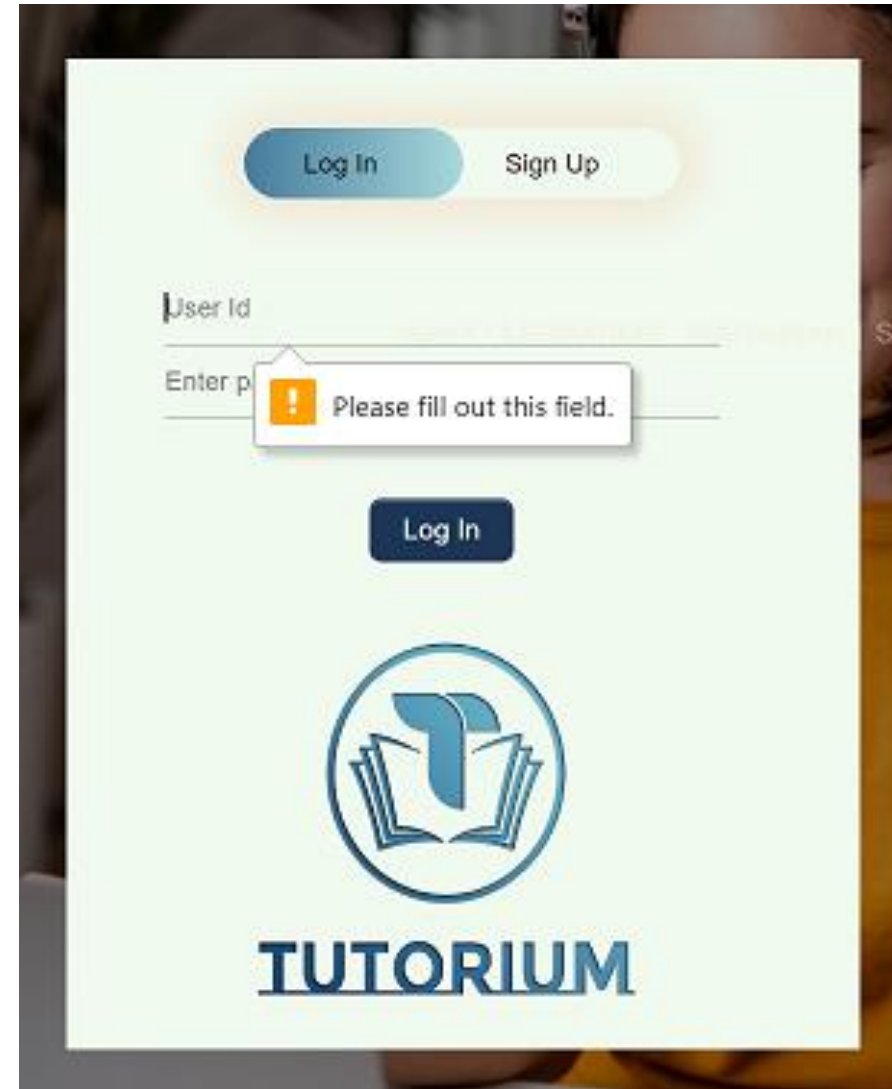 Log In Sign Up
User Id
Enter p
Please fill out this field.
Log In
TUTORIUM